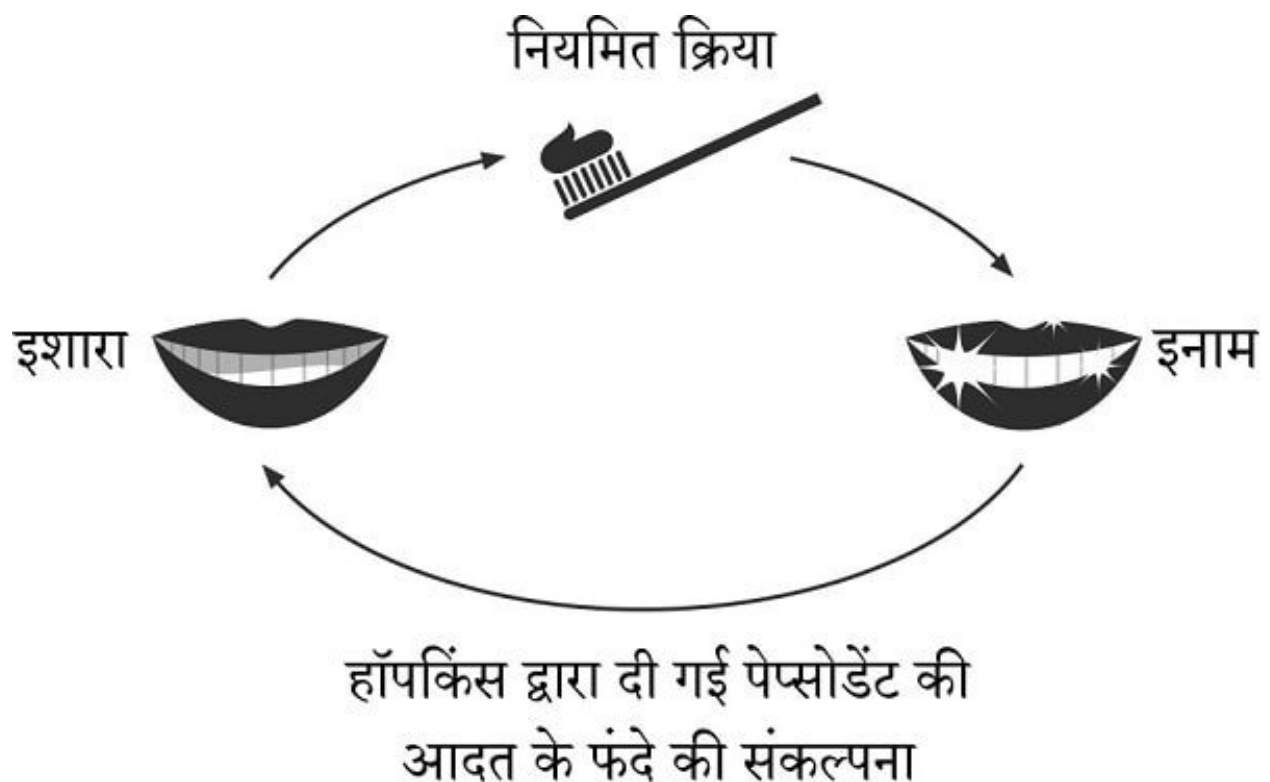 नियमित क्रिया
इशारा
इनाम
हॉपकिंस द्वारा दी गई पेप्सोडेंट की
आदत के फंदे की संकल्पना